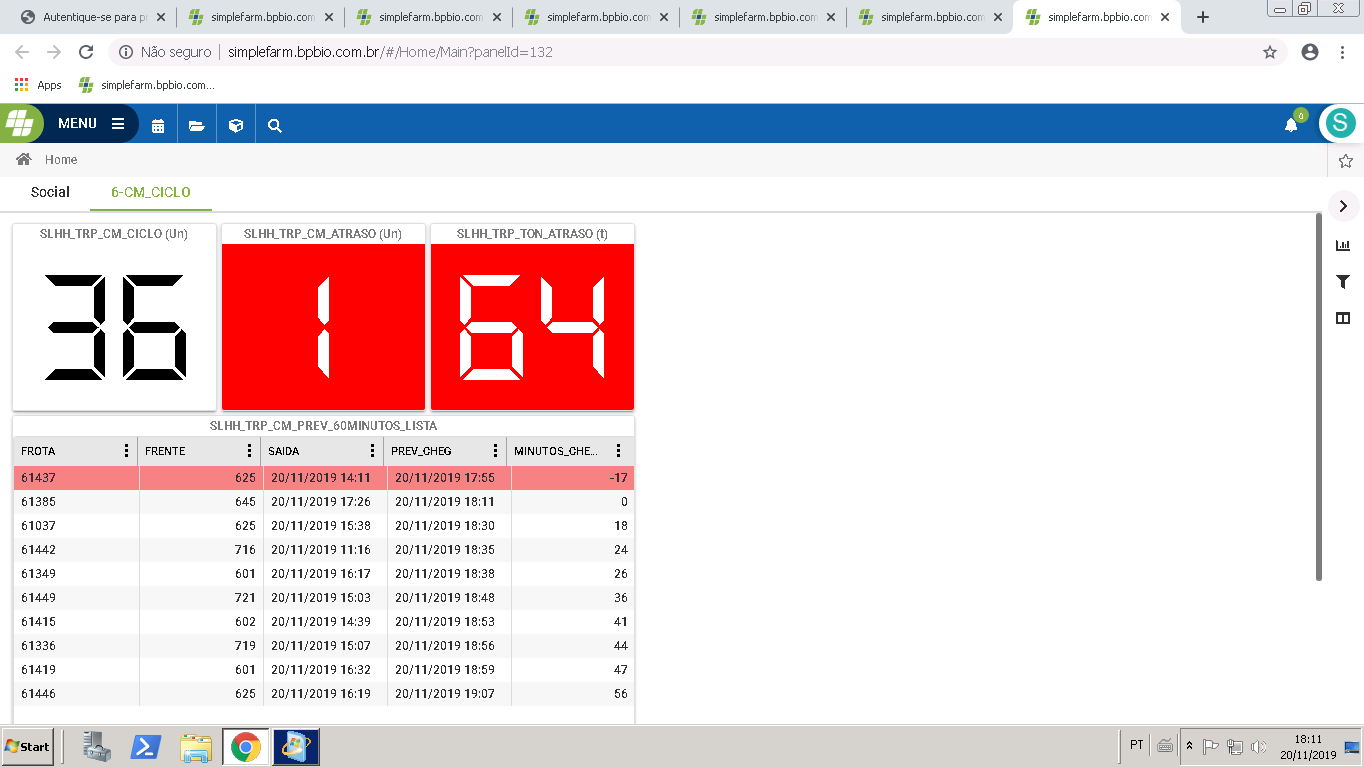 Autentique-se para pr
simplefarm.bpbio.com.
simplefarm.bpbio.com.
simplefarm.bpbio.com.
simplefarm.bpbio.com.
simplefarm.bpbio.com.
simplefarm.bpbio.com
Não seguro | simplefarm.bpbio.com.br/#/Home/Main?panelId=132
Apps simplefarm.bpbio.com...
MENU 0 S
Home
Social 6-CM_CICLO
SLHH_TRP_CM_CICLO (Un) SLHH_TRP_CM_ATRASO (Un) SLHH_TRP_TON_ATRASO (t)
36 1 64
SLHH_TRP_CM_PREV_60MINUTOS_LISTA
FROTA FRENTE SAIDA PREV_CHEG MINUTOS_CHE...
61437 625 20/11/2019 14:11 20/11/2019 17:55 -17
61385 645 20/11/2019 17:26 20/11/2019 18:11 0
61037 625 20/11/2019 15:38 20/11/2019 18:30 18
61442 716 20/11/2019 11:16 20/11/2019 18:35 24
61349 601 20/11/2019 16:17 20/11/2019 18:38 26
61449 721 20/11/2019 15:03 20/11/2019 18:48 36
61415 602 20/11/2019 14:39 20/11/2019 18:53 41
61336 719 20/11/2019 15:07 20/11/2019 18:56 44
61419 601 20/11/2019 16:32 20/11/2019 18:59 47
61446 625 20/11/2019 16:19 20/11/2019 19:07 56
Start PT 18:11
20/11/2019